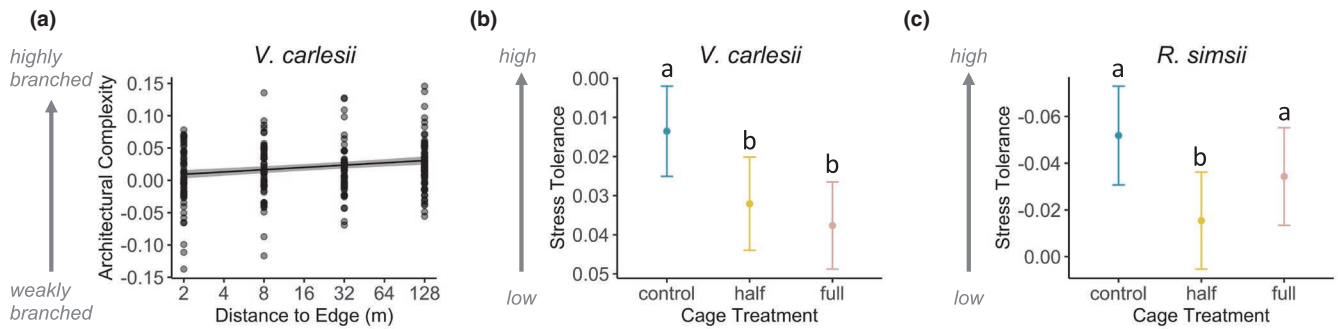 (a)
highly
branched
weakly
branched
V. carlesii
Architectural Complexity
0.15
0.10
0.05
0.00
-0.05
-0.10
-0.15
2 4 8 16 32 64 128
Distance to Edge (m)
(b)
high
low
V. carlesii
Stress Tolerance
0.00
0.01
0.02
0.03
0.04
0.05
a
b
b
control half full
Cage Treatment
(c)
high
low
R. simsii
Stress Tolerance
-0.06
-0.04
-0.02
0.00
a
b
a
control half full
Cage Treatment